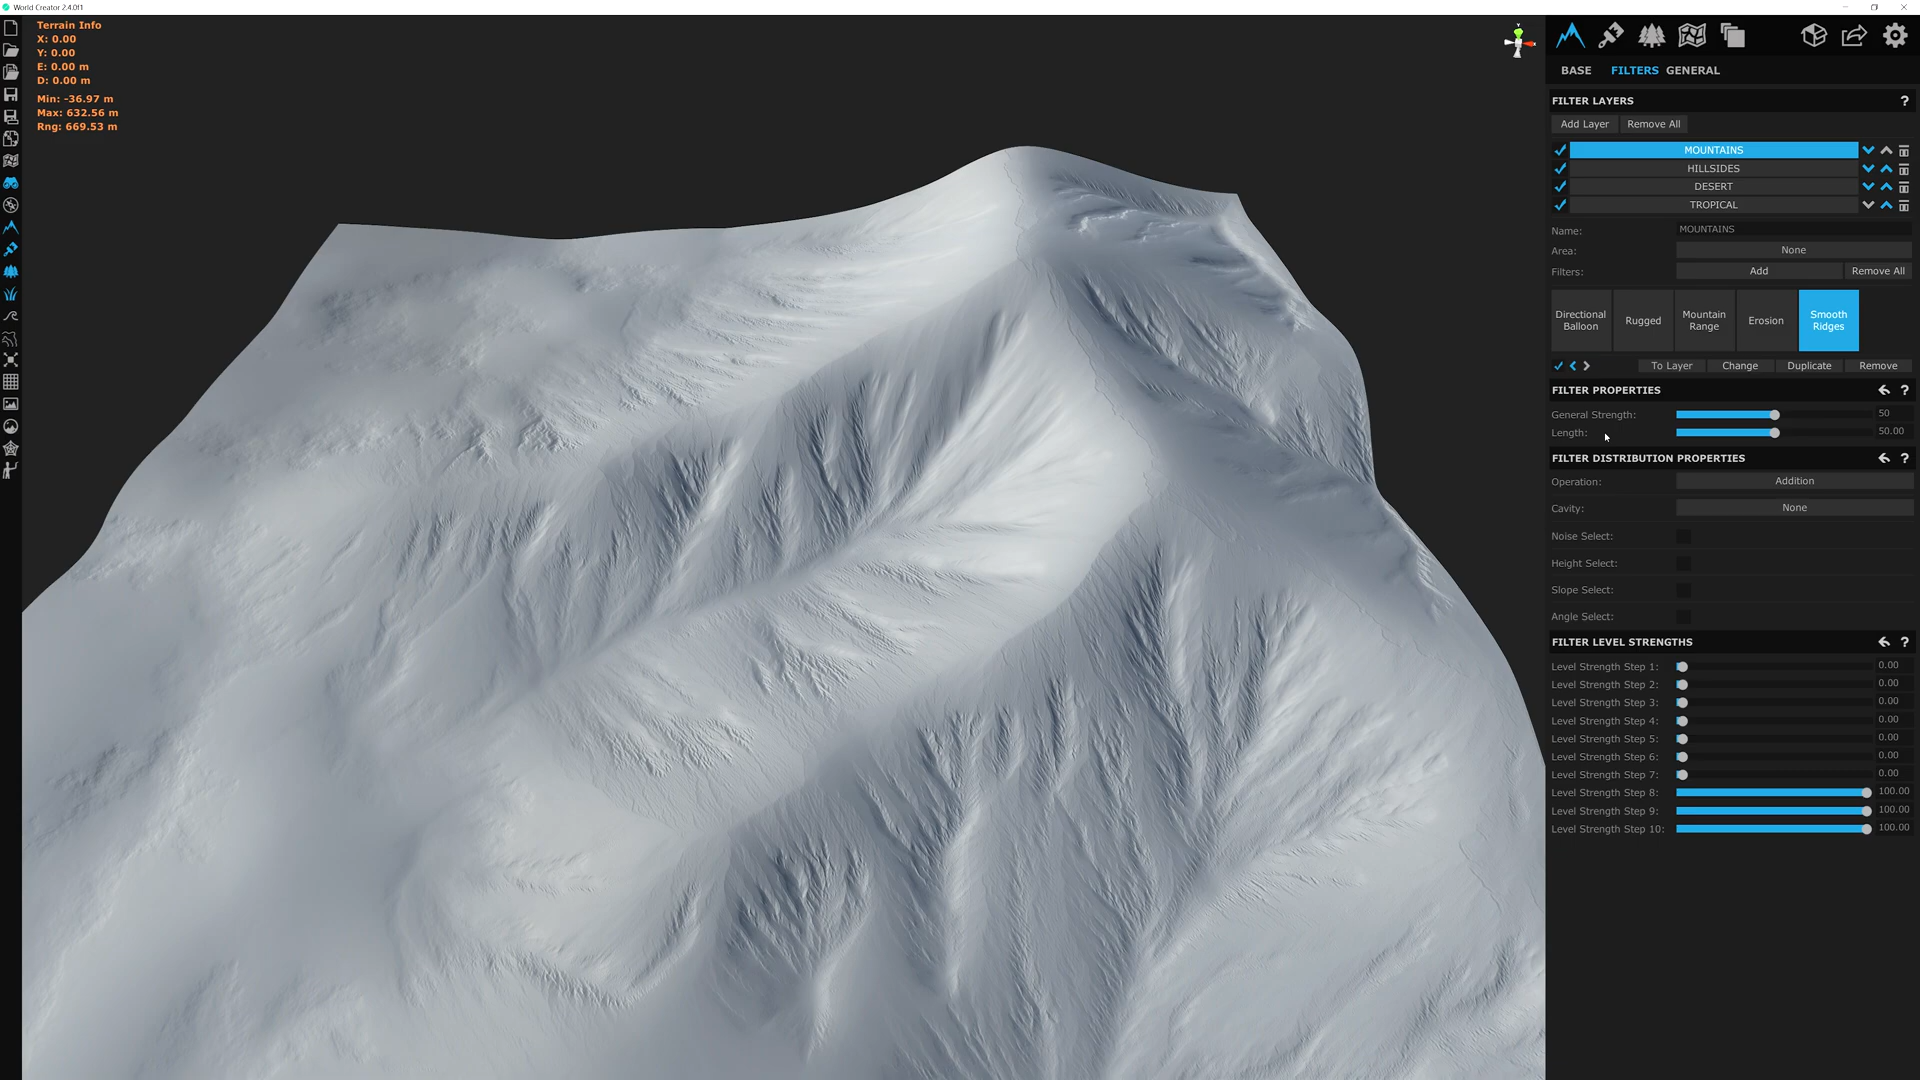 World Creator 2.4.0f1
Terrain Info
X: 0.00
Y: 0.00
E: 0.00 m
D: 0.00 m
Min: -36.97 m
Max: 632.56 m
Rng: 669.53 m
Y
BASE FILTERS GENERAL
FILTER LAYERS ?
Add Layer Remove All
MOUNTAINS
HILLSIDES
DESERT
TROPICAL
Name: MOUNTAINS
Area: None
Filters: Add Remove All
Directional Balloon
Rugged
Mountain Range
Erosion
Smooth Ridges
To Layer Change Duplicate Remove
FILTER PROPERTIES ?
General Strength: 50
Length: 50.00
FILTER DISTRIBUTION PROPERTIES ?
Operation: Addition
Cavity: None
Noise Select:
Height Select:
Slope Select:
Angle Select:
FILTER LEVEL STRENGTHS ?
Level Strength Step 1: 0.00
Level Strength Step 2: 0.00
Level Strength Step 3: 0.00
Level Strength Step 4: 0.00
Level Strength Step 5: 0.00
Level Strength Step 6: 0.00
Level Strength Step 7: 0.00
Level Strength Step 8: 100.00
Level Strength Step 9: 100.00
Level Strength Step 10: 100.00